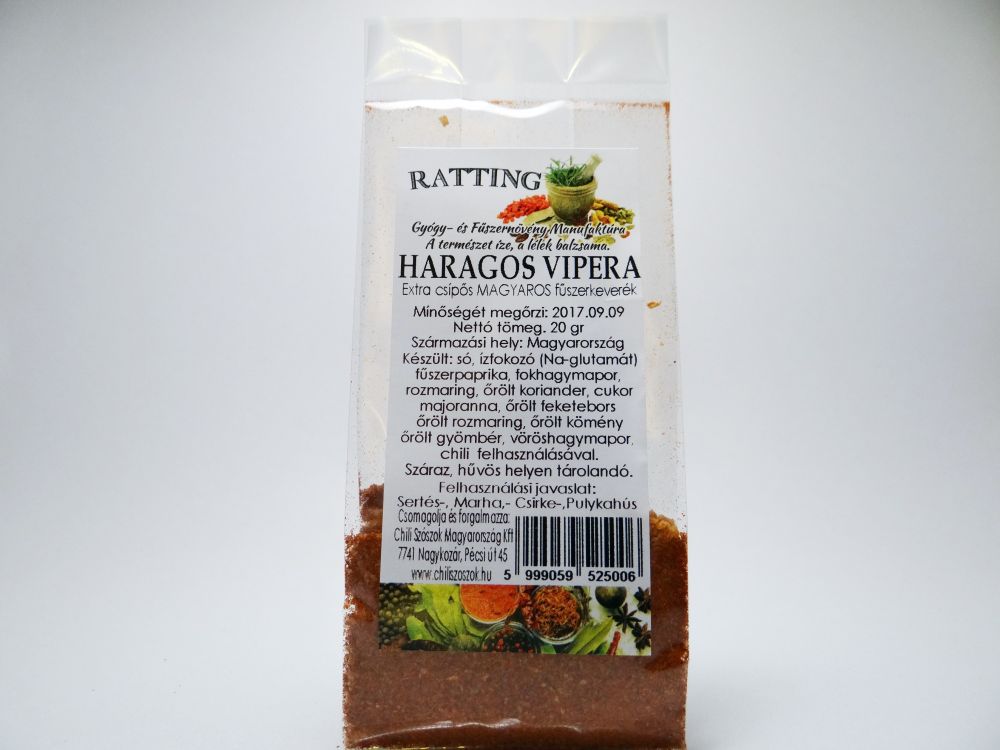 RATTING
Gyógy- és Fűszernövény Manufaktúra
A természet íze, a lélek balzsama.
HARAGOS VIPERA
Extra csípős MAGYAROS fűszerkeverék
Minőségét megőrzi: 2017.09.09
Nettó tömeg. 20 gr
Származási hely: Magyarország
Készült: só, ízfokozó (Na-glutamát)
fűszerpaprika, fokhagymapor,
rozmaring, őrölt koriander, cukor
majoranna, őrölt feketebors
őrölt rozmaring, őrölt kömény
őrölt gyömbér, vöröshagymapor,
chili felhasználásával.
Száraz, hűvös helyen tárolandó.
Felhasználási javaslat:
Sertés-, Marha,- Csirke-,Pulykahús
Csomagolja és forgalmazza:
Chili Szószok Magyarország Kft
7741 Nagykozár, Pécsi út 45
www.chiliszoszok.hu
5 999059 525006